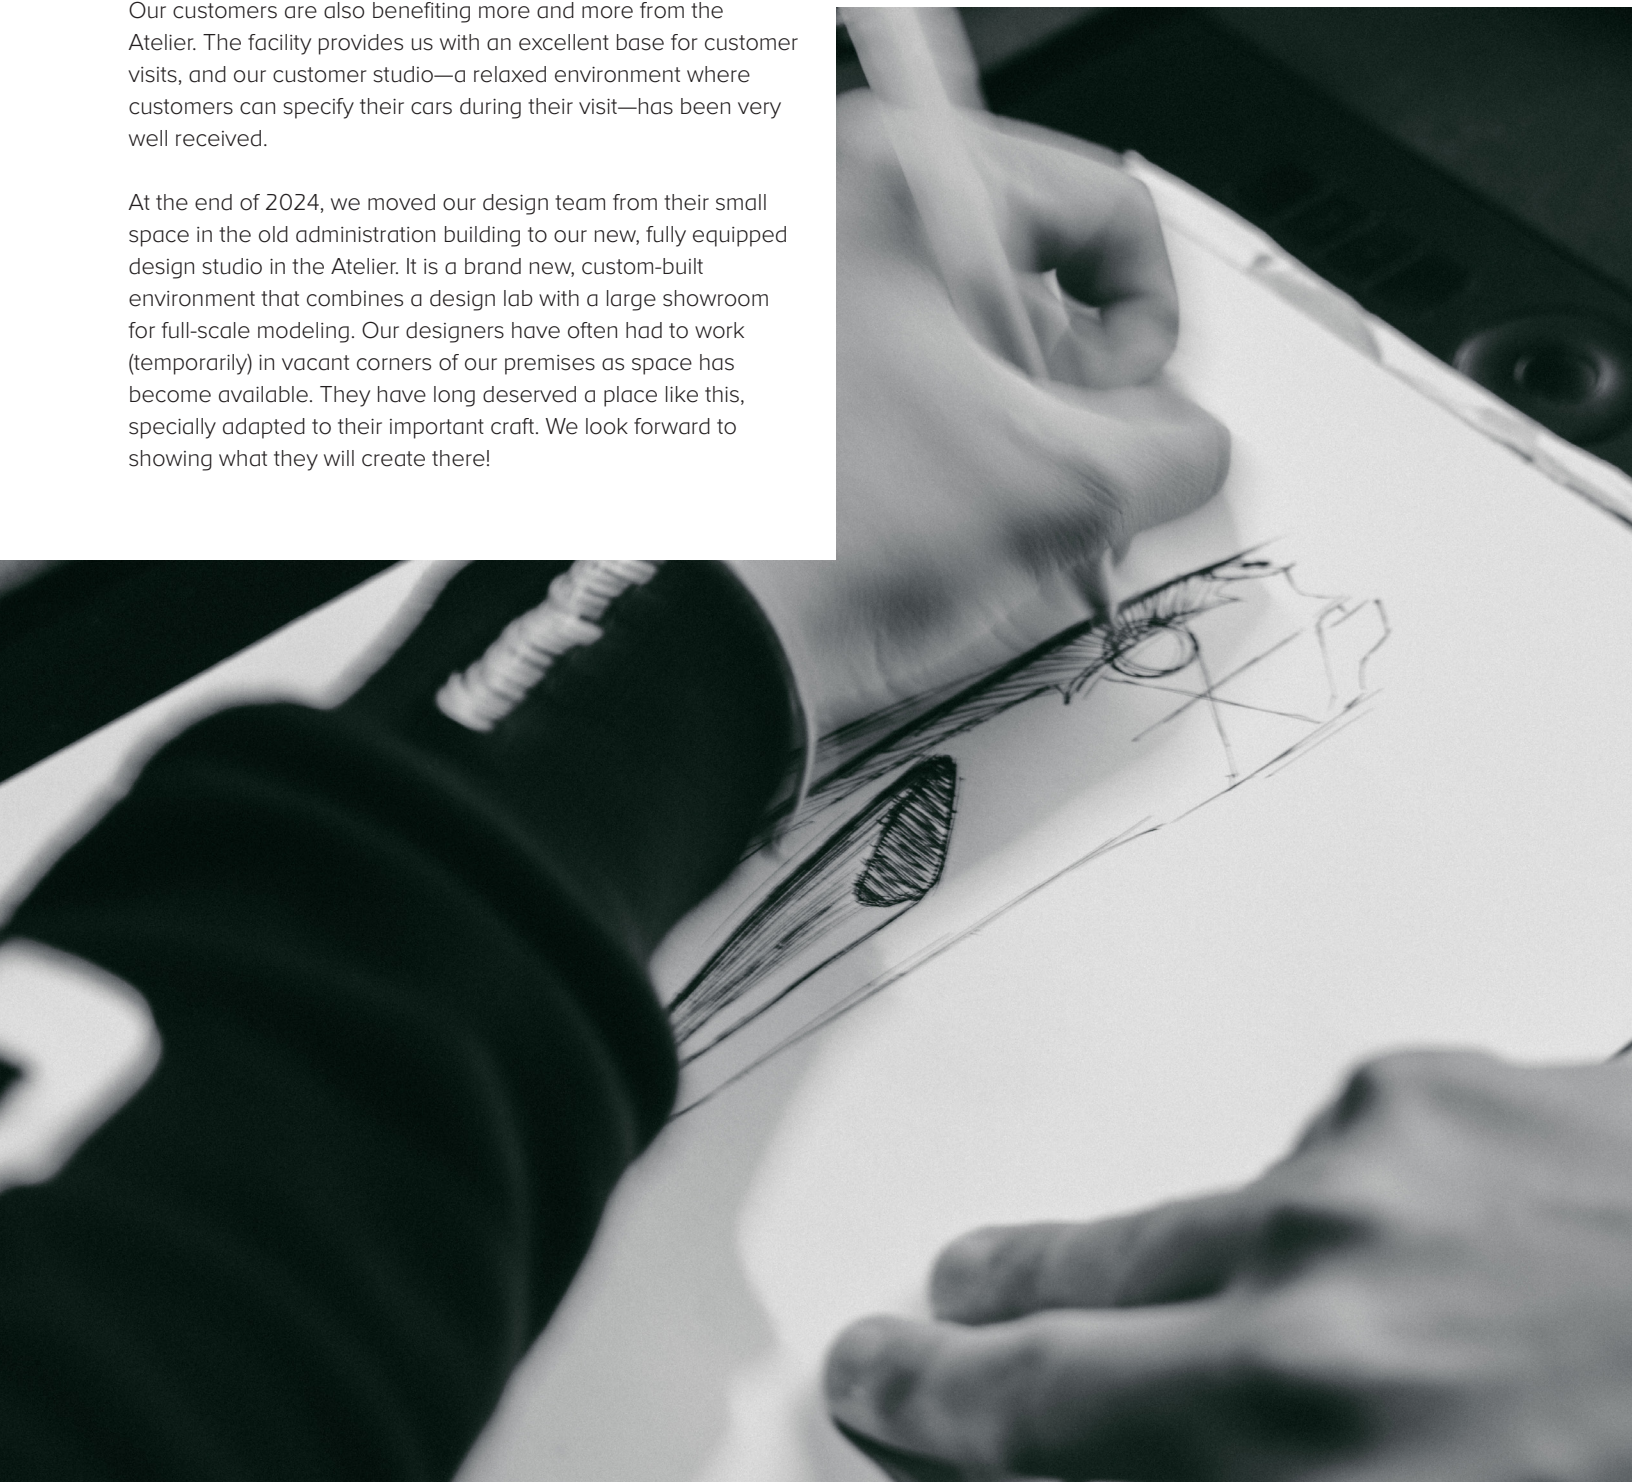 Our customers are also benefiting more and more from the
Atelier. The facility provides us with an excellent base for customer
visits, and our customer studio—a relaxed environment where
customers can specify their cars during their visit—has been very
well received.
At the end of 2024, we moved our design team from their small
space in the old administration building to our new, fully equipped
design studio in the Atelier. It is a brand new, custom-built
environment that combines a design lab with a large showroom
for full-scale modeling. Our designers have often had to work
(temporarily) in vacant corners of our premises as space has
become available. They have long deserved a place like this,
specially adapted to their important craft. We look forward to
showing what they will create there!